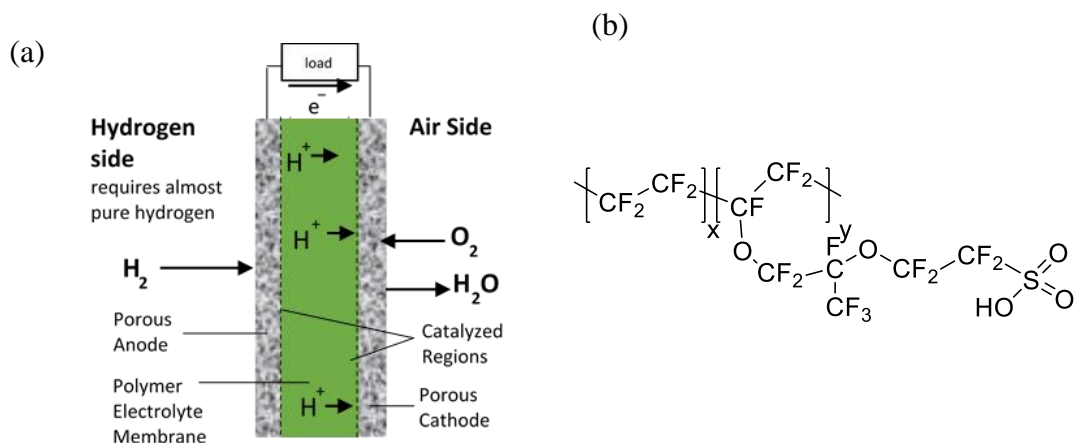 (a)
load
e⁻
Hydrogen
side
requires almost
pure hydrogen
Air Side
H⁺
H⁺
O₂
H₂
H₂O
Porous
Anode
Catalyzed
Regions
Polymer
Electrolyte
Membrane
H⁺
Porous
Cathode
(b)
CF₂
CF₂
CF
CF₂
x
y
O
CF₂
F
C
CF₃
O
CF₂
CF₂
S
O
O
HO